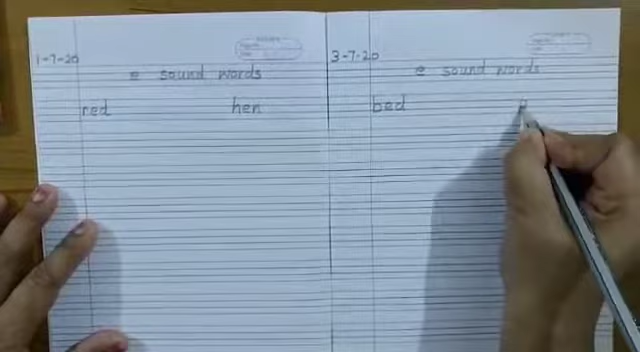 1-7-20
e sound words
red hen
3-7-20
e sound words
bed